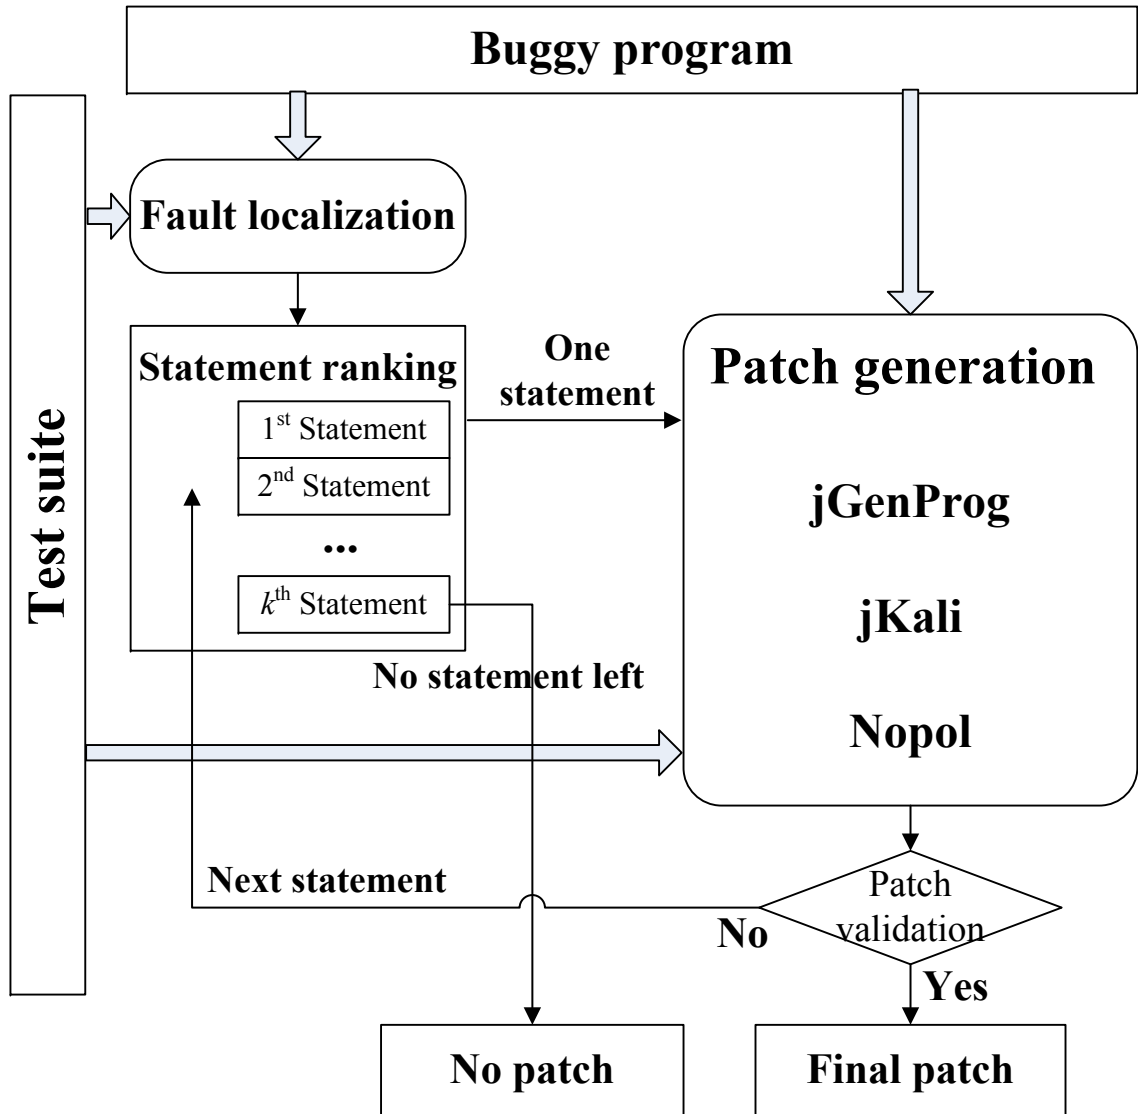 Buggy program
Test suite
Fault localization
Statement ranking
1st Statement
2nd Statement
...
kth Statement
One
statement
Patch generation
jGenProg
jKali
Nopol
No statement left
Next statement
Patch
validation
No
Yes
No patch
Final patch